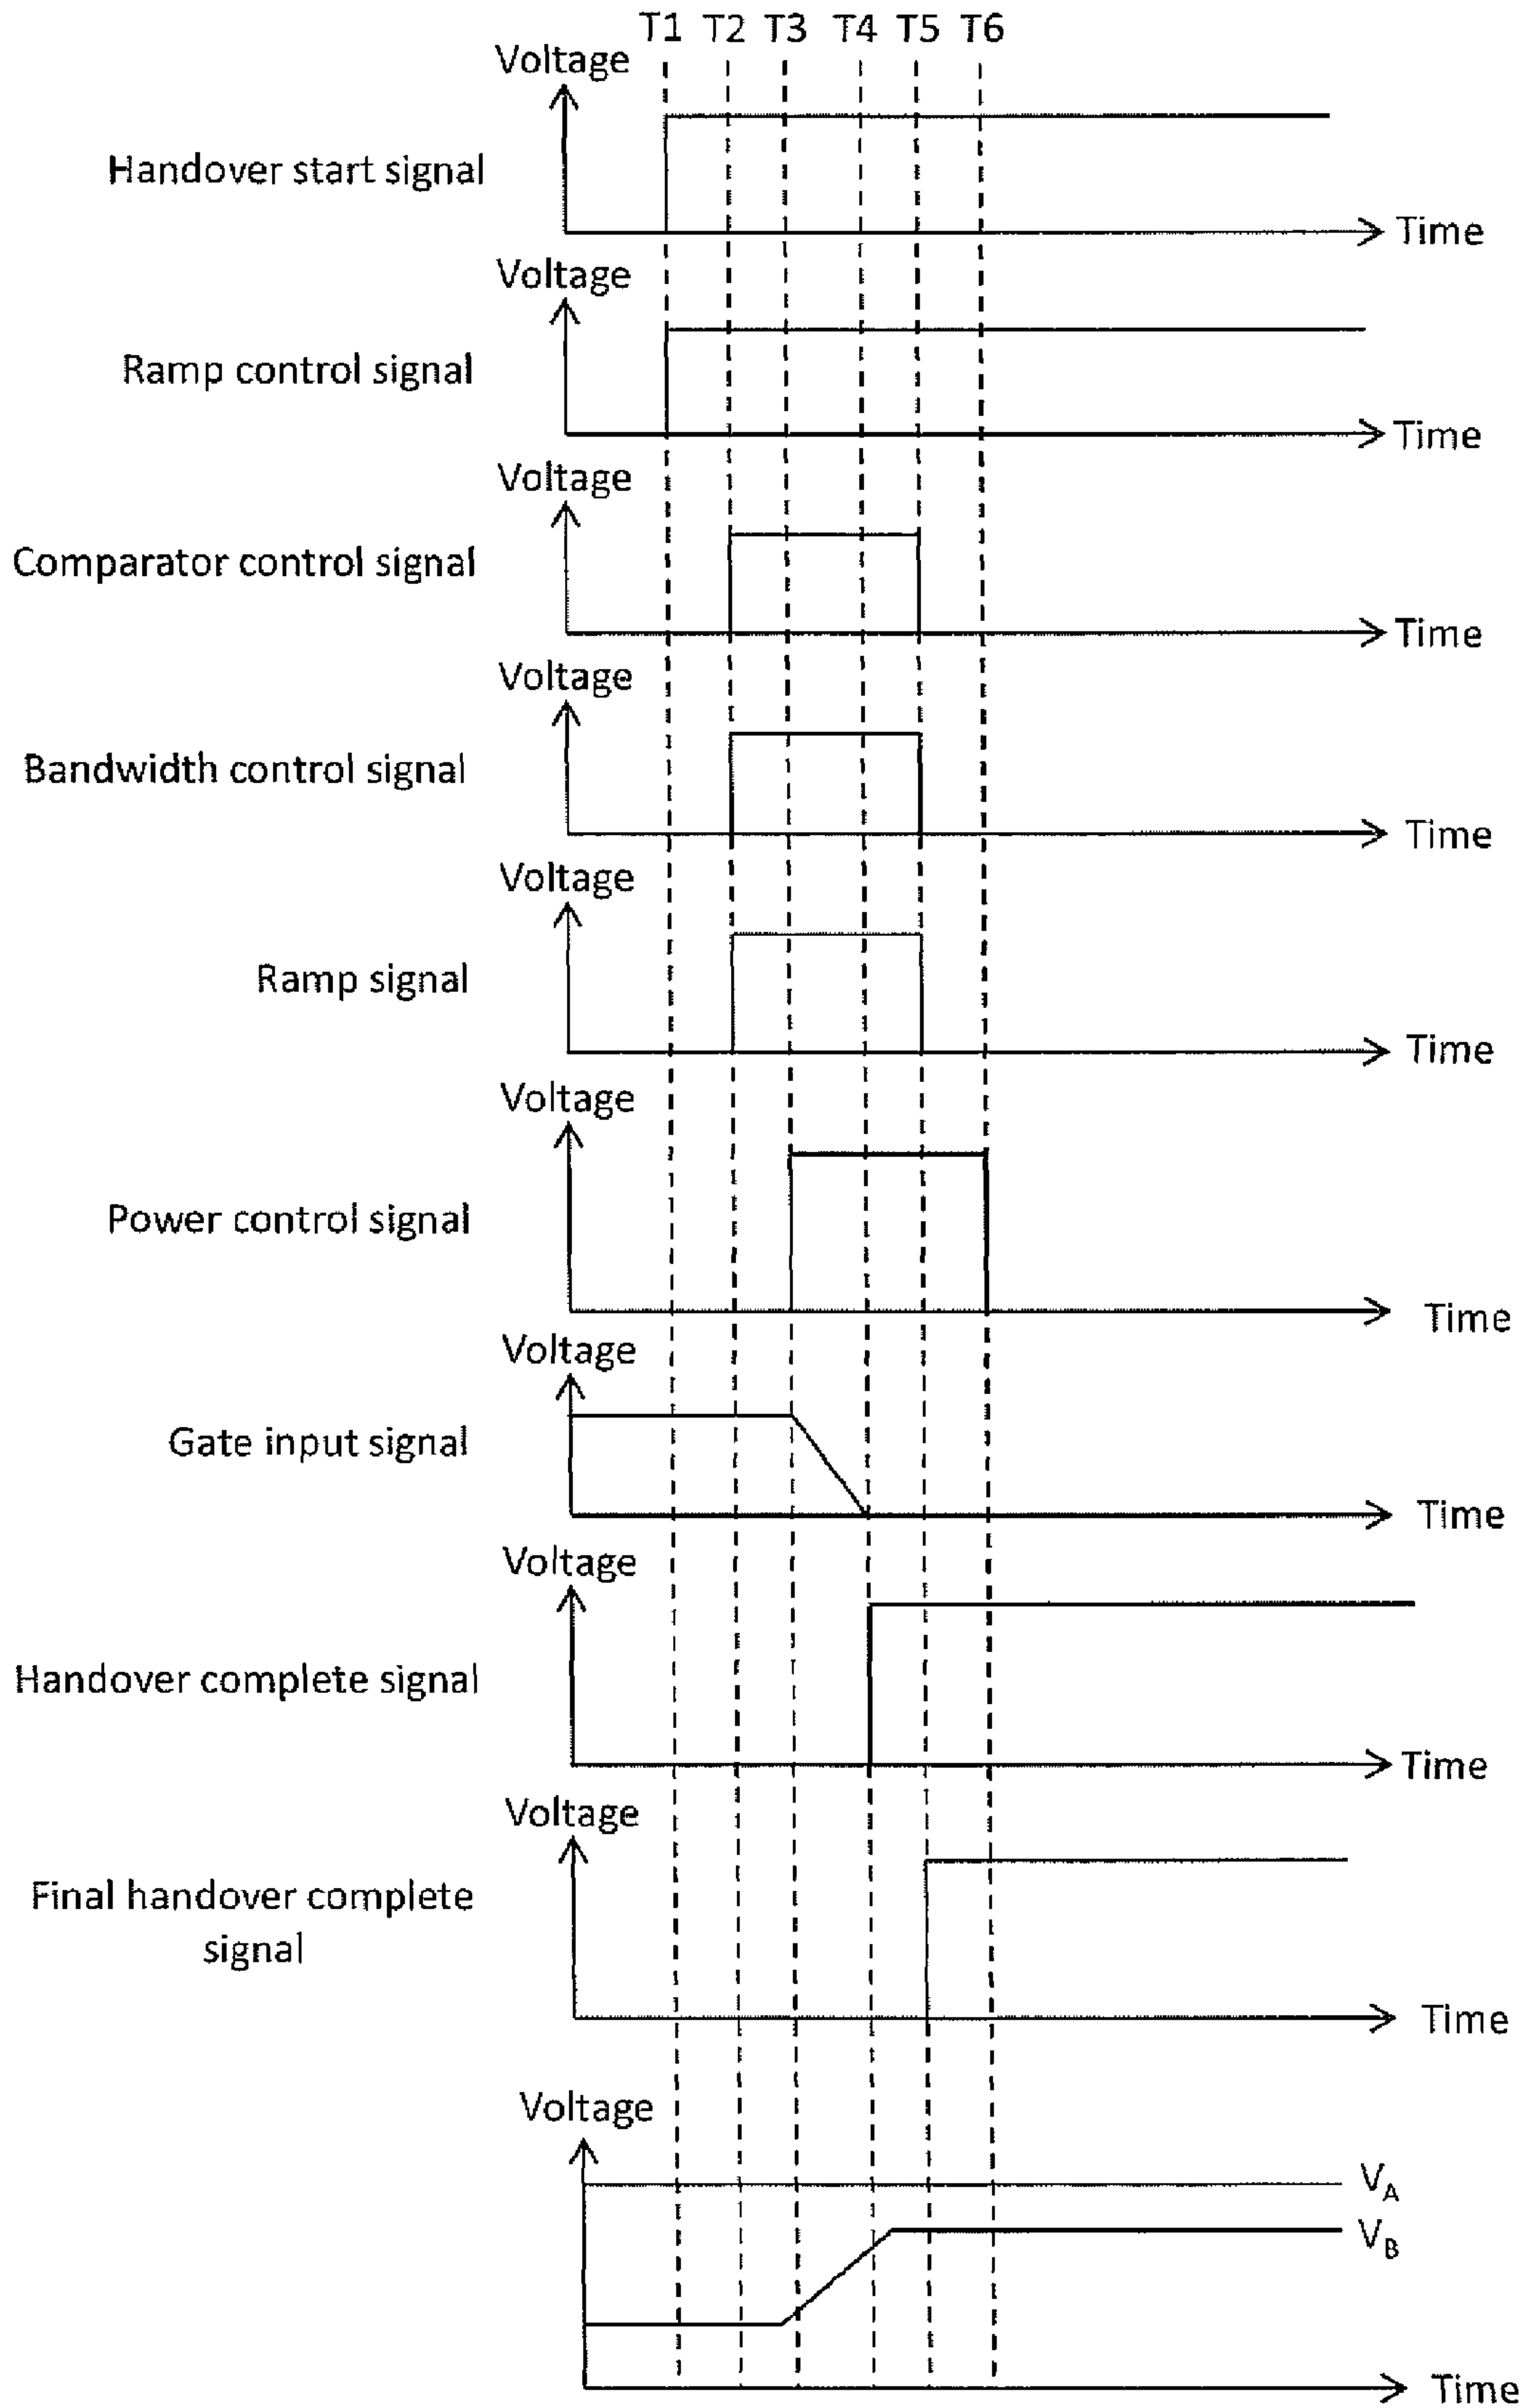 T1 T2 T3 T4 T5 T6
Voltage
Handover start signal
Time
Voltage
Ramp control signal
Time
Voltage
Comparator control signal
Time
Voltage
Bandwidth control signal
Time
Voltage
Ramp signal
Time
Voltage
Power control signal
Time
Voltage
Gate input signal
Time
Voltage
Handover complete signal
Time
Voltage
Final handover complete
signal
Time
Voltage
VA
VB
Time